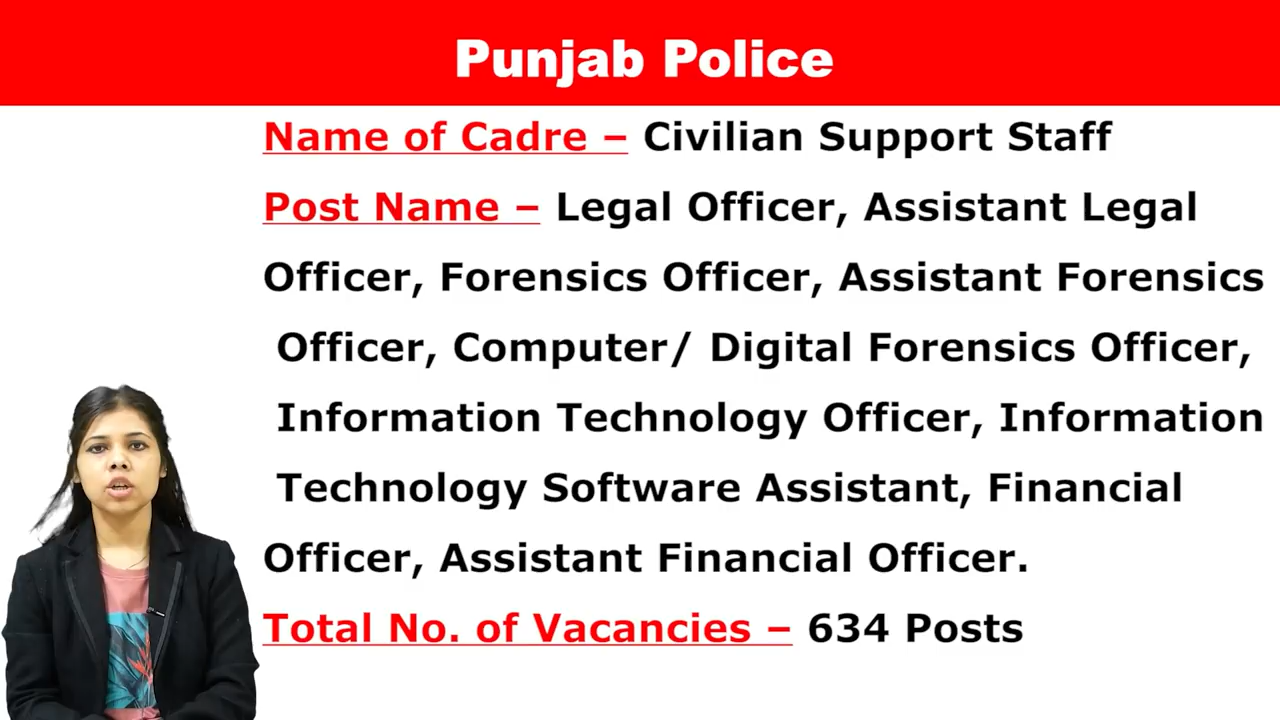 Punjab Police
Name of Cadre – Civilian Support Staff
Post Name – Legal Officer, Assistant Legal
Officer, Forensics Officer, Assistant Forensics
Officer, Computer/ Digital Forensics Officer,
Information Technology Officer, Information
Technology Software Assistant, Financial
Officer, Assistant Financial Officer.
Total No. of Vacancies – 634 Posts